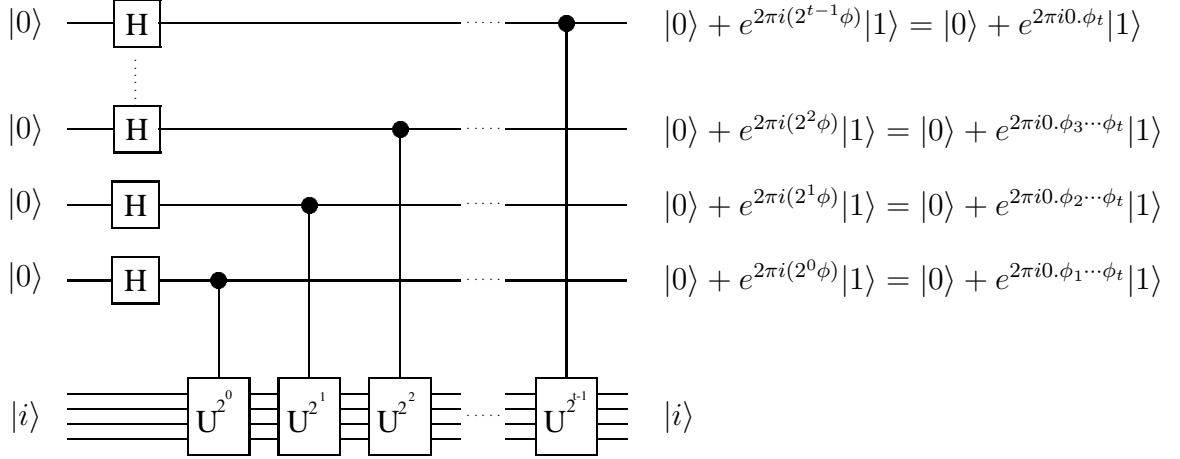 |0⟩ H |0⟩ + e^{2πi(2^{t−1}ϕ)}|1⟩ = |0⟩ + e^{2πi0.ϕ_t}|1⟩
|0⟩ H |0⟩ + e^{2πi(2^2ϕ)}|1⟩ = |0⟩ + e^{2πi0.ϕ_3⋯ϕ_t}|1⟩
|0⟩ H |0⟩ + e^{2πi(2^1ϕ)}|1⟩ = |0⟩ + e^{2πi0.ϕ_2⋯ϕ_t}|1⟩
|0⟩ H |0⟩ + e^{2πi(2^0ϕ)}|1⟩ = |0⟩ + e^{2πi0.ϕ_1⋯ϕ_t}|1⟩
|i⟩ U^{2^0} U^{2^1} U^{2^2} U^{2^{t-1}} |i⟩